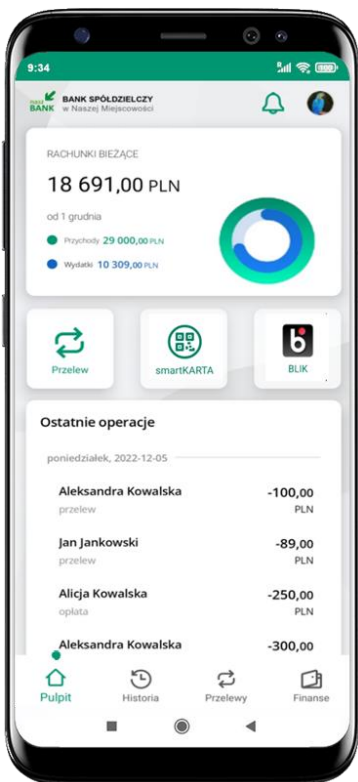 9:34
NASZ
BANK
BANK SPÓŁDZIELCZY
w Naszej Miejscowości
RACHUNKI BIEŻĄCE
18 691,00 PLN
od 1 grudnia
Przychody 29 000,00 PLN
Wydatki 10 309,00 PLN
Przelew
smartKARTA
b
BLIK
Ostatnie operacje
poniedziałek, 2022-12-05
Aleksandra Kowalska -100,00
przelew PLN
Jan Jankowski -89,00
przelew PLN
Alicja Kowalska -250,00
opłata PLN
Aleksandra Kowalska -300,00
Pulpit Historia Przelewy Finanse